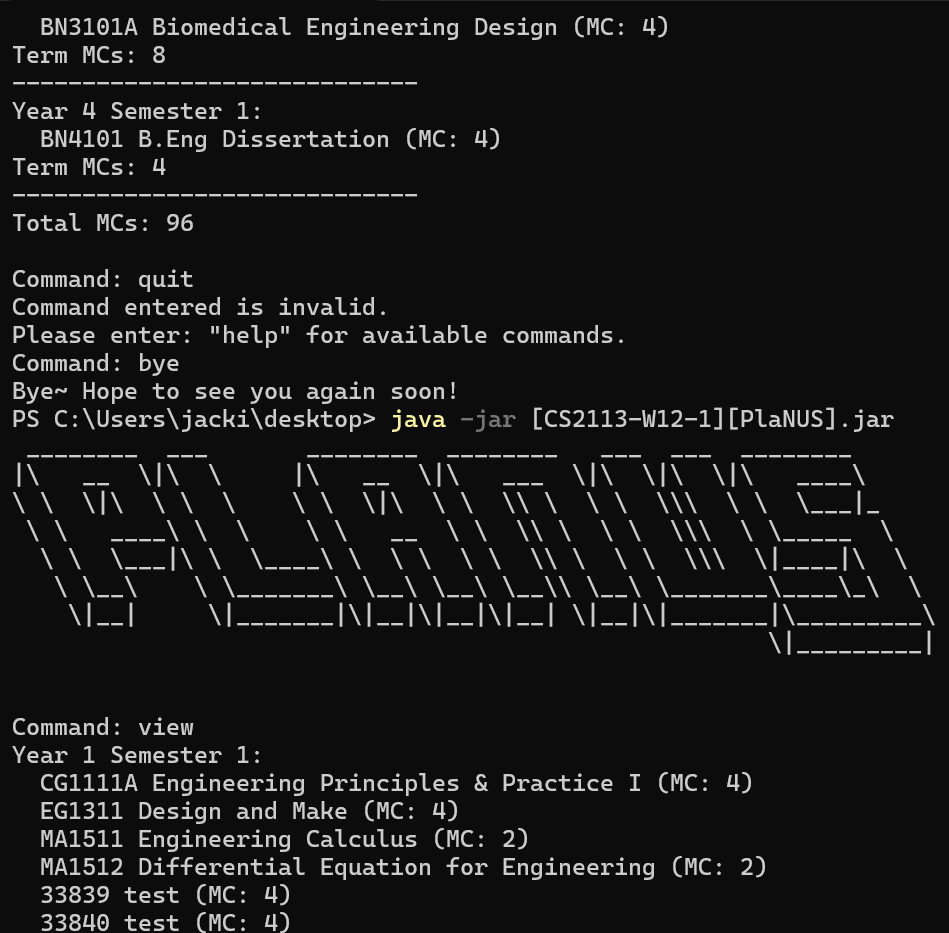 BN3101A Biomedical Engineering Design (MC: 4)
Term MCs: 8
-----------------------------
Year 4 Semester 1:
  BN4101 B.Eng Dissertation (MC: 4)
Term MCs: 4
-----------------------------
Total MCs: 96

Command: quit
Command entered is invalid.
Please enter: "help" for available commands.
Command: bye
Bye~ Hope to see you again soon!
PS C:\Users\jacki\desktop> java -jar [CS2113-W12-1][PlaNUS].jar
PLANUS
Command: view
Year 1 Semester 1:
  CG1111A Engineering Principles & Practice I (MC: 4)
  EG1311 Design and Make (MC: 4)
  MA1511 Engineering Calculus (MC: 2)
  MA1512 Differential Equation for Engineering (MC: 2)
  33839 test (MC: 4)
  33840 test (MC: 4)